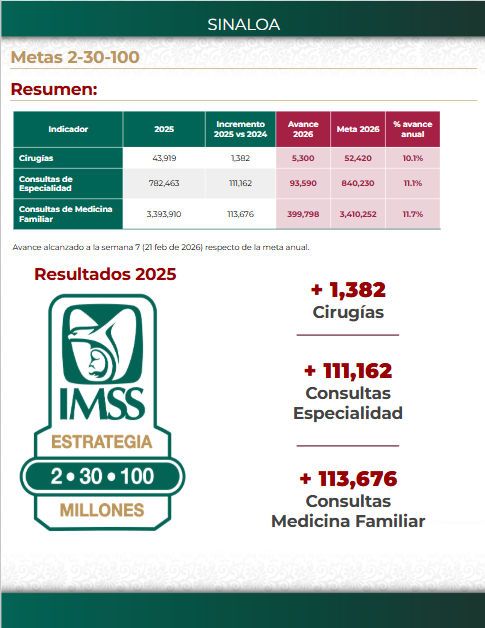 SINALOA
Metas 2-30-100
Resumen:
Indicador 2025 Incremento 2025 vs 2024 Avance 2026 Meta 2026 % avance anual
Cirugías 43,919 1,382 5,300 52,420 10.1%
Consultas de Especialidad 782,463 111,162 93,590 840,230 11.1%
Consultas de Medicina Familiar 3,393,910 113,676 399,798 3,410,252 11.7%
Avance alcanzado a la semana 7 (21 feb de 2026) respecto de la meta anual.
Resultados 2025
IMSS
ESTRATEGIA
2 • 30 • 100
MILLONES
+ 1,382
Cirugías
+ 111,162
Consultas
Especialidad
+ 113,676
Consultas
Medicina Familiar